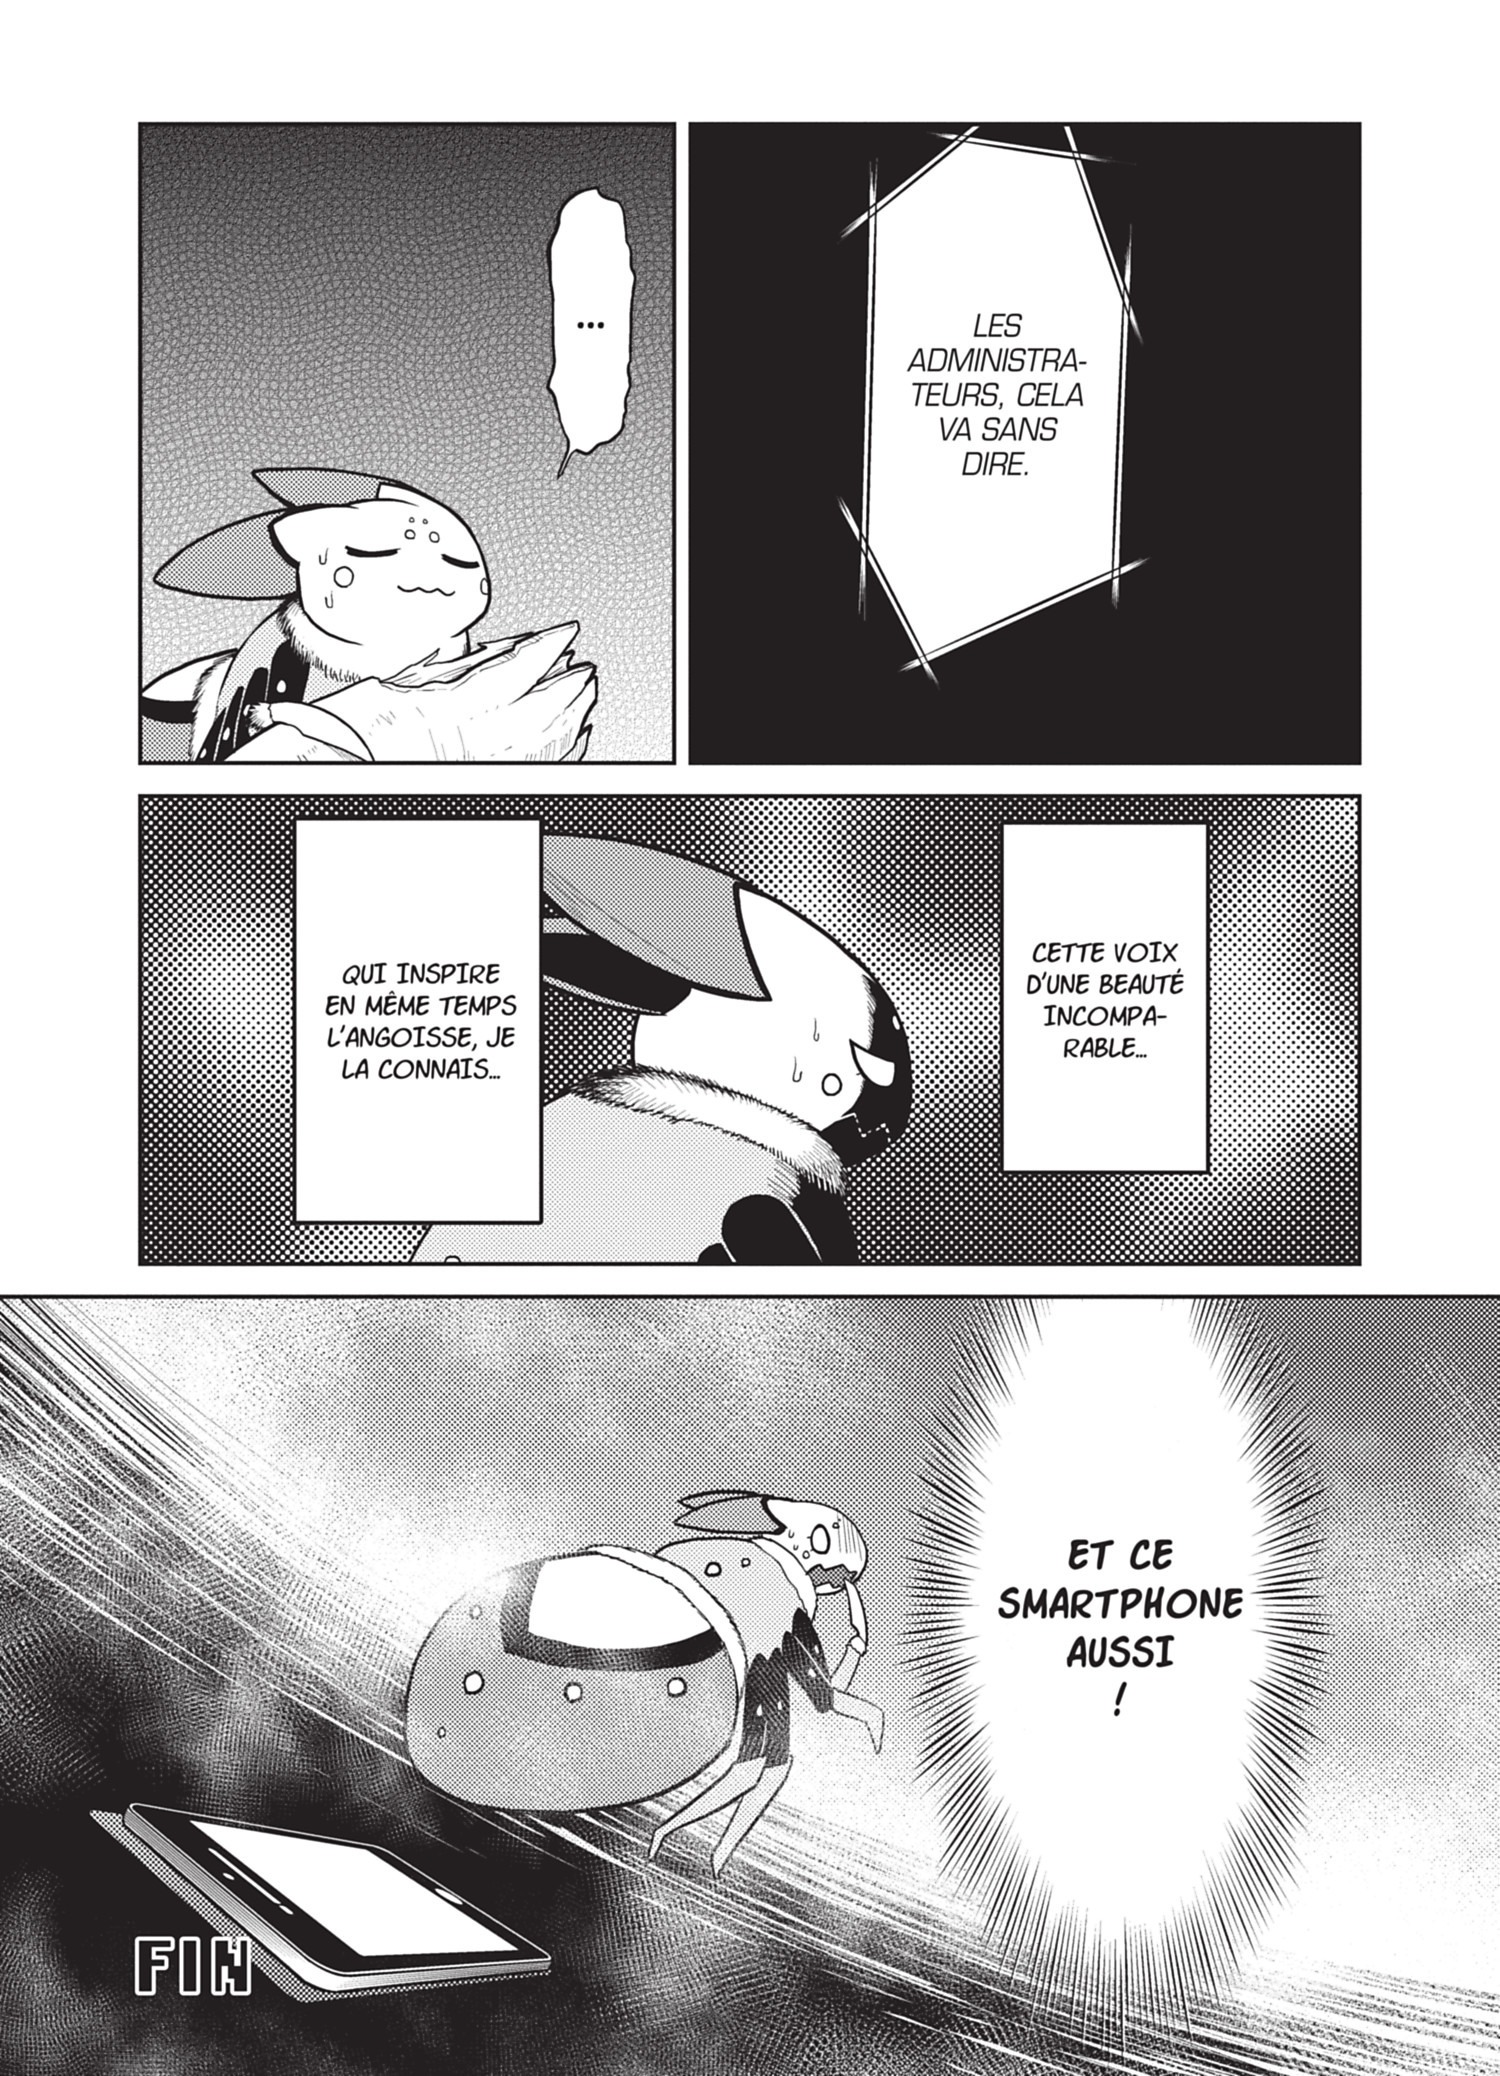 LES
ADMINISTRA-
TEURS, CELA
VA SANS
DIRE.
...
CETTE VOIX
D'UNE BEAUTÉ
INCOMPA-
RABLE...
QUI INSPIRE
EN MÊME TEMPS
L'ANGOISSE, JE
LA CONNAIS...
ET CE
SMARTPHONE
AUSSI
!
FIN